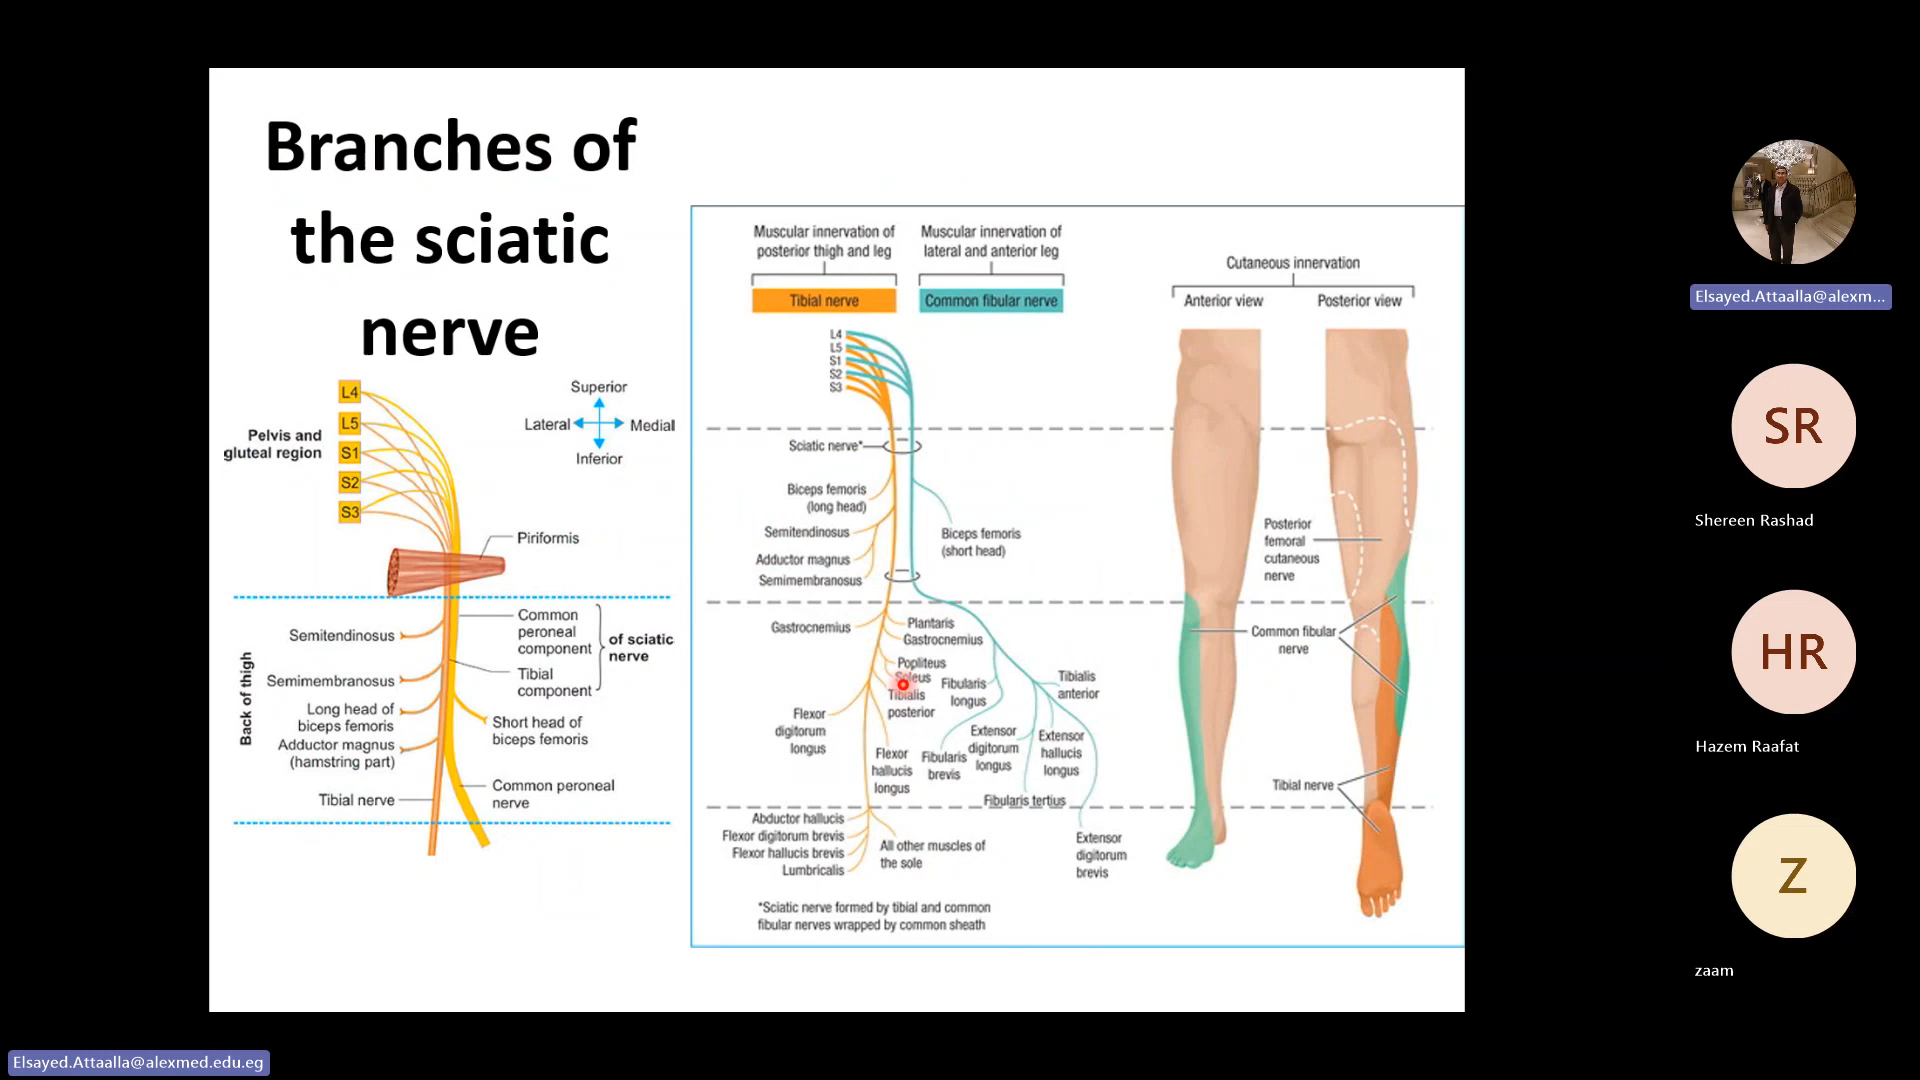 Branches of
the sciatic
nerve
L4
L5
S1
S2
S3
Pelvis and
gluteal region
Superior
Lateral
Medial
Inferior
Piriformis
Back of thigh
Semitendinosus
Semimembranosus
Long head of
biceps femoris
Adductor magnus
(hamstring part)
Tibial nerve
Common
peroneal
component
Tibial
component
of sciatic
nerve
Short head of
biceps femoris
Common peroneal
nerve
Muscular innervation of
posterior thigh and leg
Tibial nerve
Muscular innervation of
lateral and anterior leg
Common fibular nerve
L4
L5
S1
S2
S3
Sciatic nerve*
Biceps femoris
(long head)
Semitendinosus
Adductor magnus
Semimembranosus
Biceps femoris
(short head)
Gastrocnemius
Plantaris
Gastrocnemius
Popliteus
Soleus
Tibialis
posterior
Flexor
digitorum
longus
Flexor
hallucis
longus
Fibularis
longus
Fibularis
brevis
Extensor
digitorum
longus
Extensor
hallucis
longus
Tibialis
anterior
Fibularis tertius
Extensor
digitorum
brevis
Abductor hallucis
Flexor digitorum brevis
Flexor hallucis brevis
Lumbricalis
All other muscles of
the sole
*Sciatic nerve formed by tibial and common
fibular nerves wrapped by common sheath
Cutaneous innervation
Anterior view
Posterior view
Posterior
femoral
cutaneous
nerve
Common fibular
nerve
Tibial nerve
Elsayed.Attaalla@alexm...
SR
Shereen Rashad
HR
Hazem Raafat
Z
zaam
Elsayed.Attaalla@alexmed.edu.eg